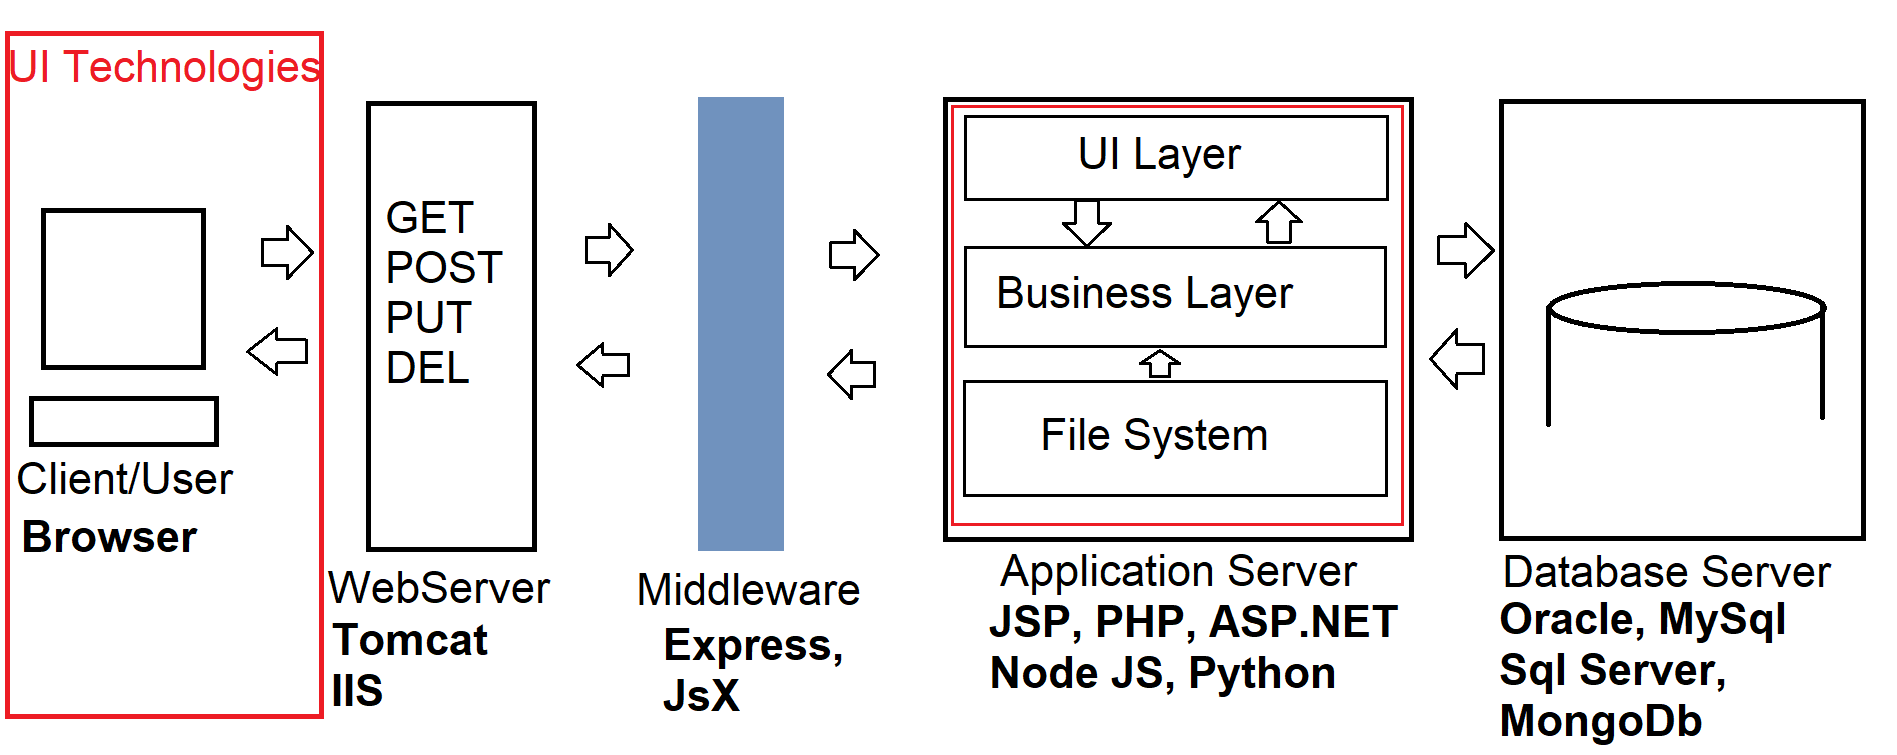 UI Technologies
Client/User
Browser
GET
POST
PUT
DEL
WebServer
Tomcat
IIS
Middleware
Express,
JsX
UI Layer
Business Layer
File System
Application Server
JSP, PHP, ASP.NET
Node JS, Python
Database Server
Oracle, MySql
Sql Server,
MongoDb